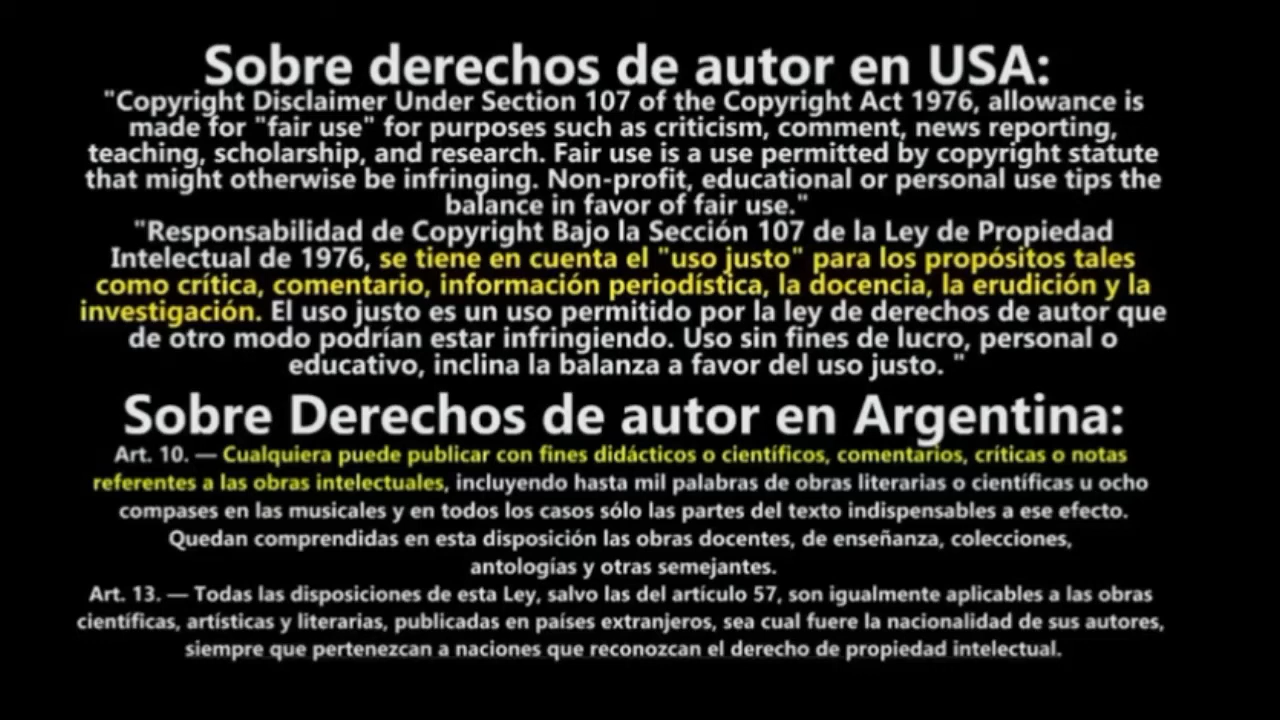 Sobre derechos de autor en USA:
"Copyright Disclaimer Under Section 107 of the Copyright Act 1976, allowance is
made for "fair use" for purposes such as criticism, comment, news reporting,
teaching, scholarship, and research. Fair use is a use permitted by copyright statute
that might otherwise be infringing. Non-profit, educational or personal use tips the
balance in favor of fair use."
"Responsabilidad de Copyright Bajo la Sección 107 de la Ley de Propiedad
Intelectual de 1976, se tiene en cuenta el "uso justo" para los propósitos tales
como crítica, comentario, información periodística, la docencia, la erudición y la
investigación. El uso justo es un uso permitido por la ley de derechos de autor que
de otro modo podrían estar infringiendo. Uso sin fines de lucro, personal o
educativo, inclina la balanza a favor del uso justo. "
Sobre Derechos de autor en Argentina:
Art. 10. — Cualquiera puede publicar con fines didácticos o científicos, comentarios, críticas o notas
referentes a las obras intelectuales, incluyendo hasta mil palabras de obras literarias o científicas u ocho
compases en las musicales y en todos los casos sólo las partes del texto indispensables a ese efecto.
Quedan comprendidas en esta disposición las obras docentes, de enseñanza, colecciones,
antologías y otras semejantes.
Art. 13. — Todas las disposiciones de esta Ley, salvo las del artículo 57, son igualmente aplicables a las obras
científicas, artísticas y literarias, publicadas en países extranjeros, sea cual fuere la nacionalidad de sus autores,
siempre que pertenezcan a naciones que reconozcan el derecho de propiedad intelectual.